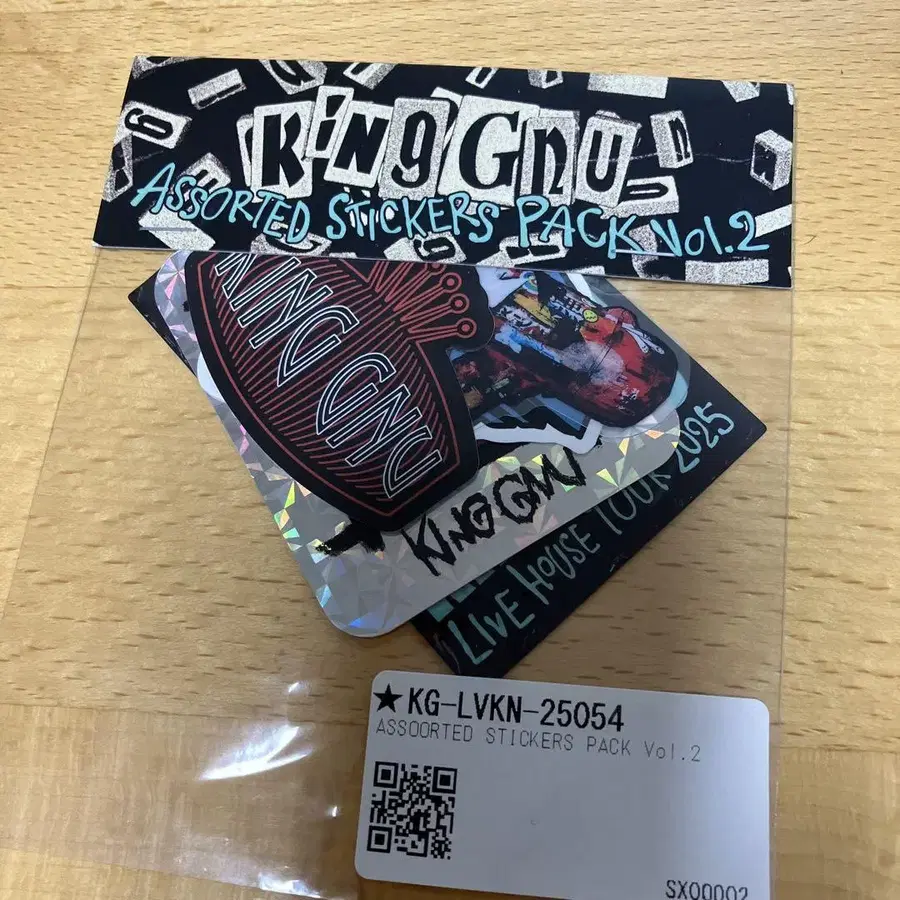 King Gnu
ASSORTED STICKERS PACK Vol.2
KING GNU
KING GNU
LIVE HOUSE TOUR 2025
★KG-LVKN-25054
ASSOORTED STICKERS PACK Vol.2
SX00002